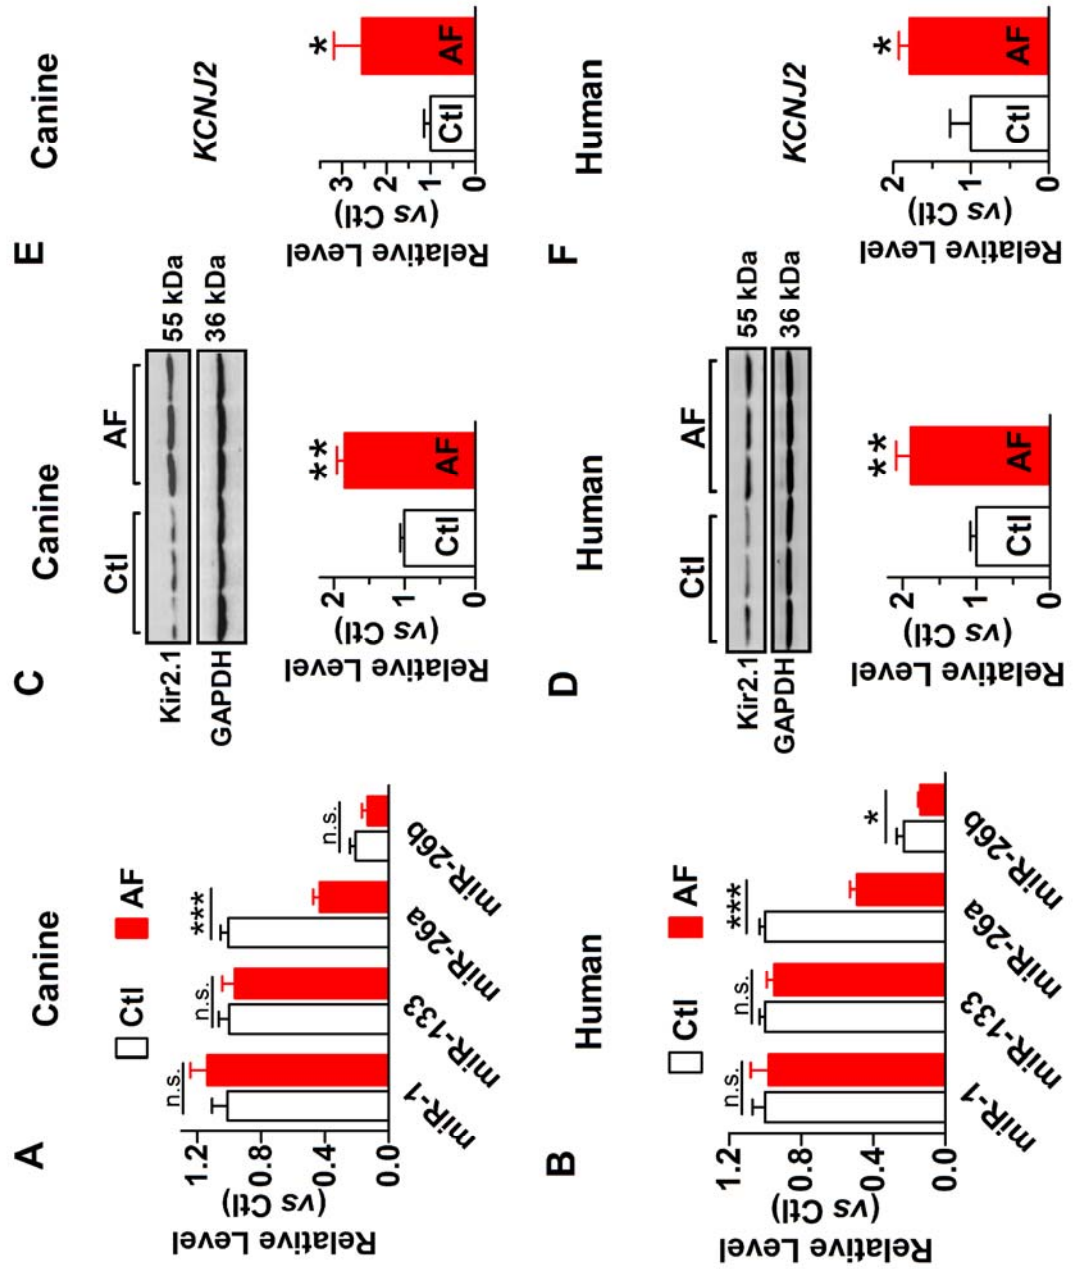 A
Canine
Ctl
AF
Relative Level
(vs Ctl)
1.2
0.8
0.4
0.0
n.s.
n.s.
***
n.s.
miR-1
miR-133
miR-26a
miR-26b
B
Human
Ctl
AF
Relative Level
(vs Ctl)
1.2
0.8
0.4
0.0
n.s.
n.s.
***
*
miR-1
miR-133
miR-26a
miR-26b
C
Canine
Ctl
AF
Kir2.1
55 kDa
GAPDH
36 kDa
Relative Level
(vs Ctl)
2
1
0
**
Ctl
AF
D
Human
Ctl
AF
Kir2.1
55 kDa
GAPDH
36 kDa
Relative Level
(vs Ctl)
2
1
0
**
Ctl
AF
E
Canine
KCNJ2
Relative Level
(vs Ctl)
3
2
1
0
*
Ctl
AF
F
Human
KCNJ2
Relative Level
(vs Ctl)
2
1
0
*
Ctl
AF